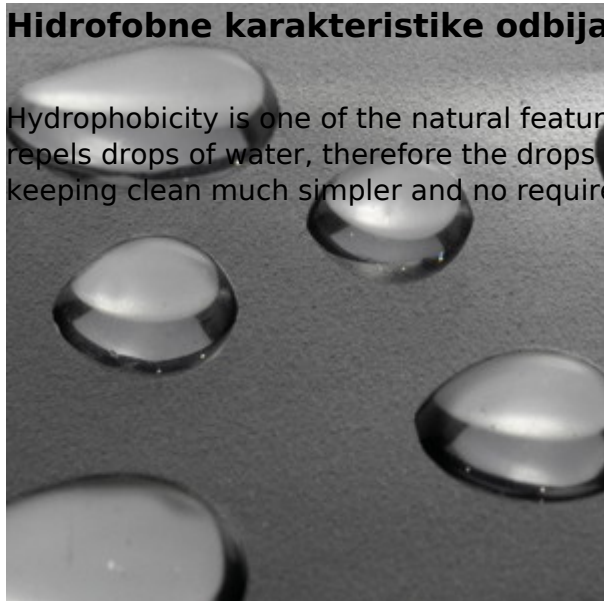 Hidrofobne karakteristike odbija
Hydrophobicity is one of the natural featur
repels drops of water, therefore the drops
keeping clean much simpler and no require